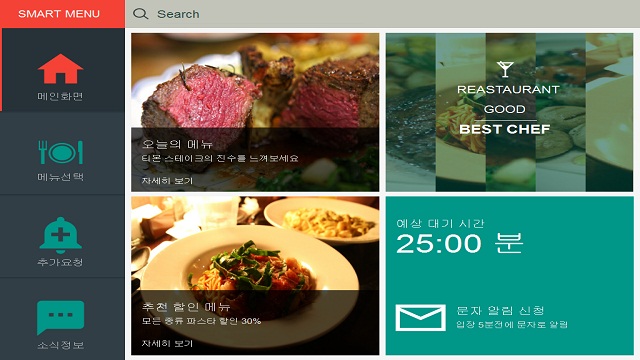 SMART MENU
Search
메인화면
메뉴선택
추가요청
소식정보
오늘의 메뉴
티몬 스테이크의 진수를 느껴보세요
자세히 보기
REASTAURANT
GOOD
BEST CHEF
추천 할인 메뉴
모든 종류 파스타 할인 30%
자세히 보기
예상 대기 시간
25:00 분
문자 알림 신청
입장 5분전에 문자로 알림